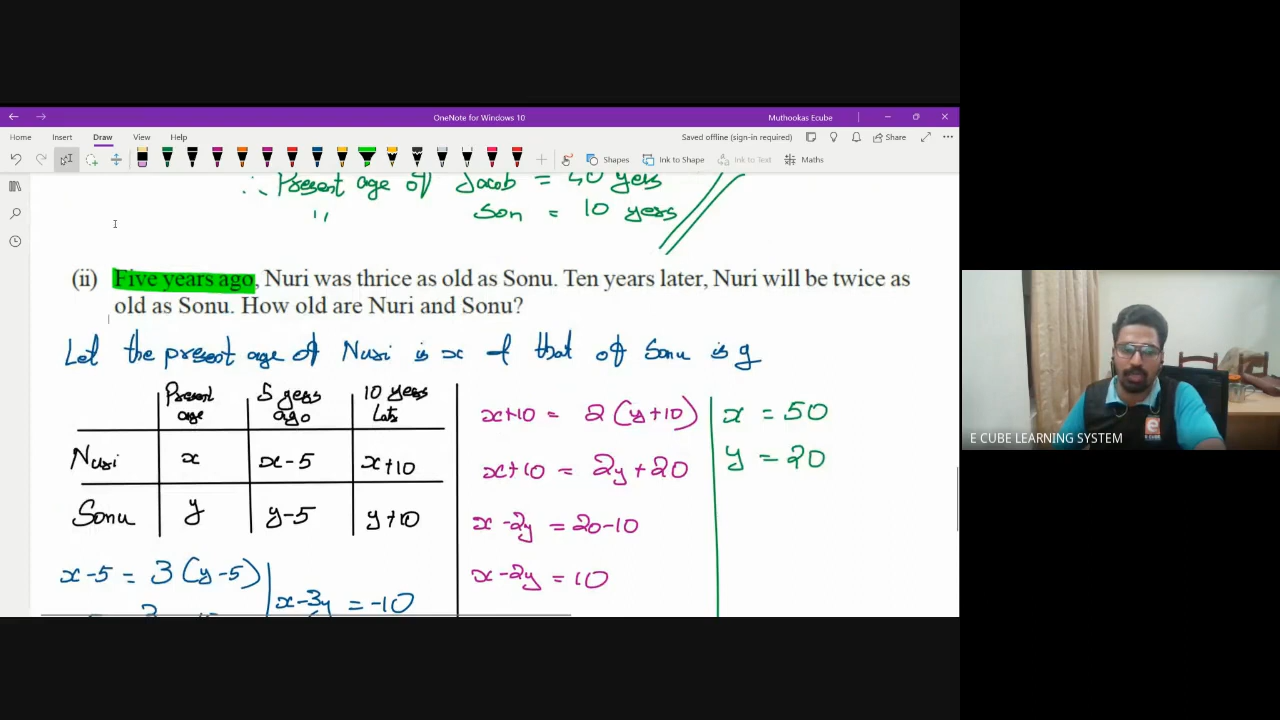 OneNote for Windows 10
Muthookas Ecube
Home Insert Draw View Help
Saved offline (sign-in required)
Share
Shapes
Ink to Shape
Ink to Text
Maths
∴ Present age of Jacob = 40 yers
" Son = 10 yers
(ii) Five years ago, Nuri was thrice as old as Sonu. Ten years later, Nuri will be twice as
old as Sonu. How old are Nuri and Sonu?
Let the present age of Nuri is x & that of Sonu is y
Present age 5 yers ago 10 yers Late
Nuri x x-5 x+10
Sonu y y-5 y+10
x-5 = 3(y-5)
x-3y = -10
x+10 = 2(y+10)
x+10 = 2y+20
x-2y = 20-10
x-2y = 10
x = 50
y = 20
E CUBE LEARNING SYSTEM